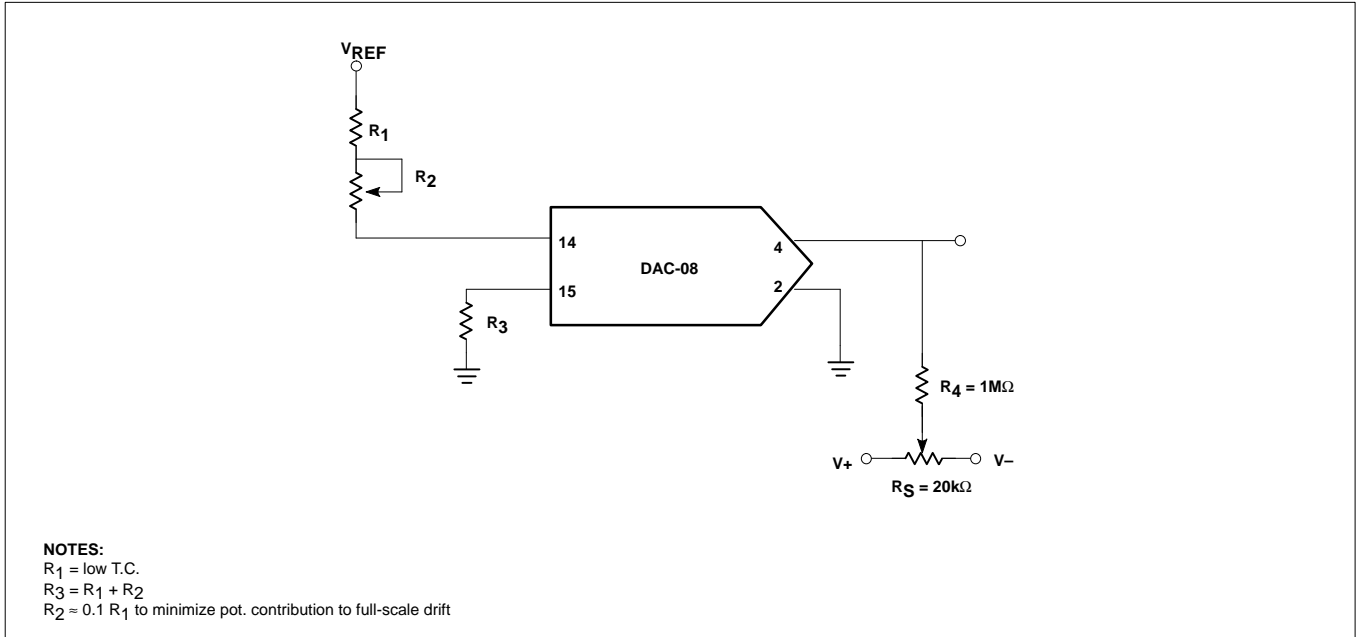 VREF
R1
R2
14
4
DAC-08
15
2
R3
R4 = 1MΩ
V+
V–
RS = 20kΩ
NOTES:
R1 = low T.C.
R3 = R1 + R2
R2 ≈ 0.1 R1 to minimize pot. contribution to full-scale drift